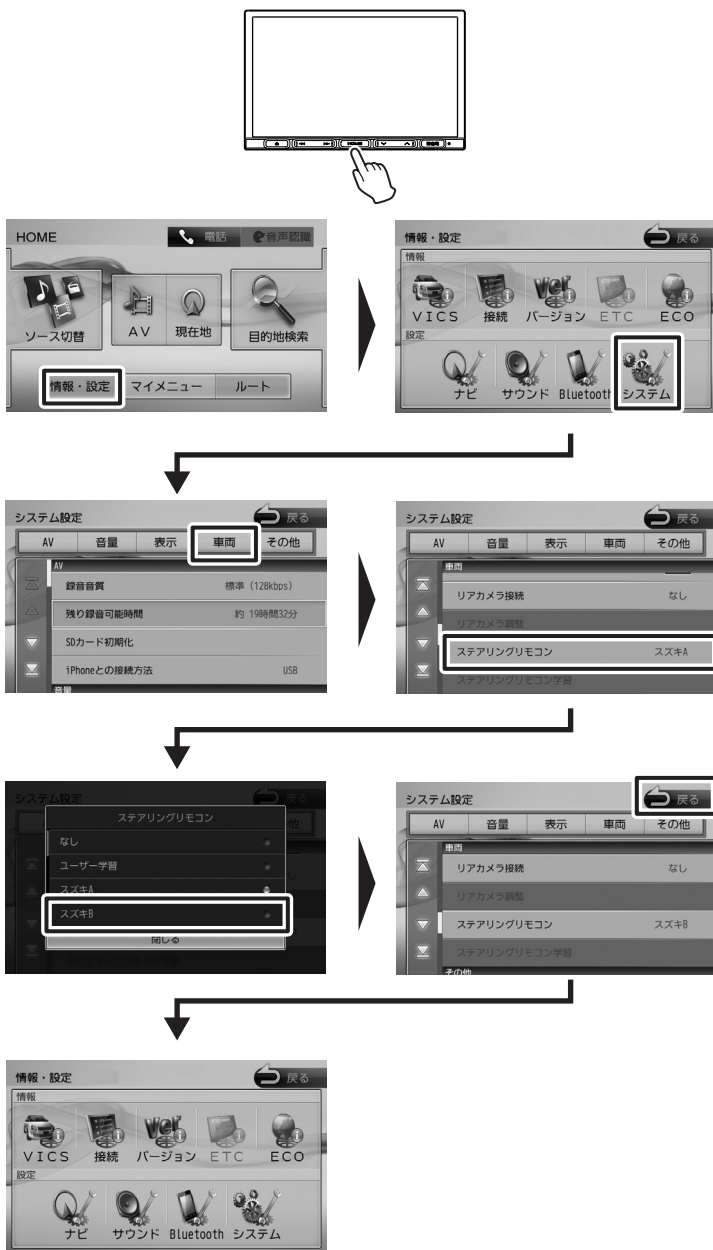 HOME
HOME
電話
音声認識
ソース切替
AV
現在地
目的地検索
情報・設定
マイメニュー
ルート
情報・設定
戻る
情報
VICS
接続
バージョン
ETC
ECO
設定
ナビ
サウンド
Bluetooth
システム
システム設定
戻る
AV
音量
表示
車両
その他
AV
録音音質
標準 (128kbps)
残り録音可能時間
約 19時間32分
SDカード初期化
iPhoneとの接続方法
USB
音量
システム設定
戻る
AV
音量
表示
車両
その他
車両
リアカメラ接続
なし
リアカメラ調整
ステアリングリモコン
スズキA
ステアリングリモコン学習
システム設定
戻る
他
ステアリングリモコン
なし
ユーザー学習
スズキA
スズキB
閉じる
ステアリングリモコン学習
システム設定
戻る
AV
音量
表示
車両
その他
車両
リアカメラ接続
なし
リアカメラ調整
ステアリングリモコン
スズキB
ステアリングリモコン学習
その他
情報・設定
戻る
情報
VICS
接続
バージョン
ETC
ECO
設定
ナビ
サウンド
Bluetooth
システム